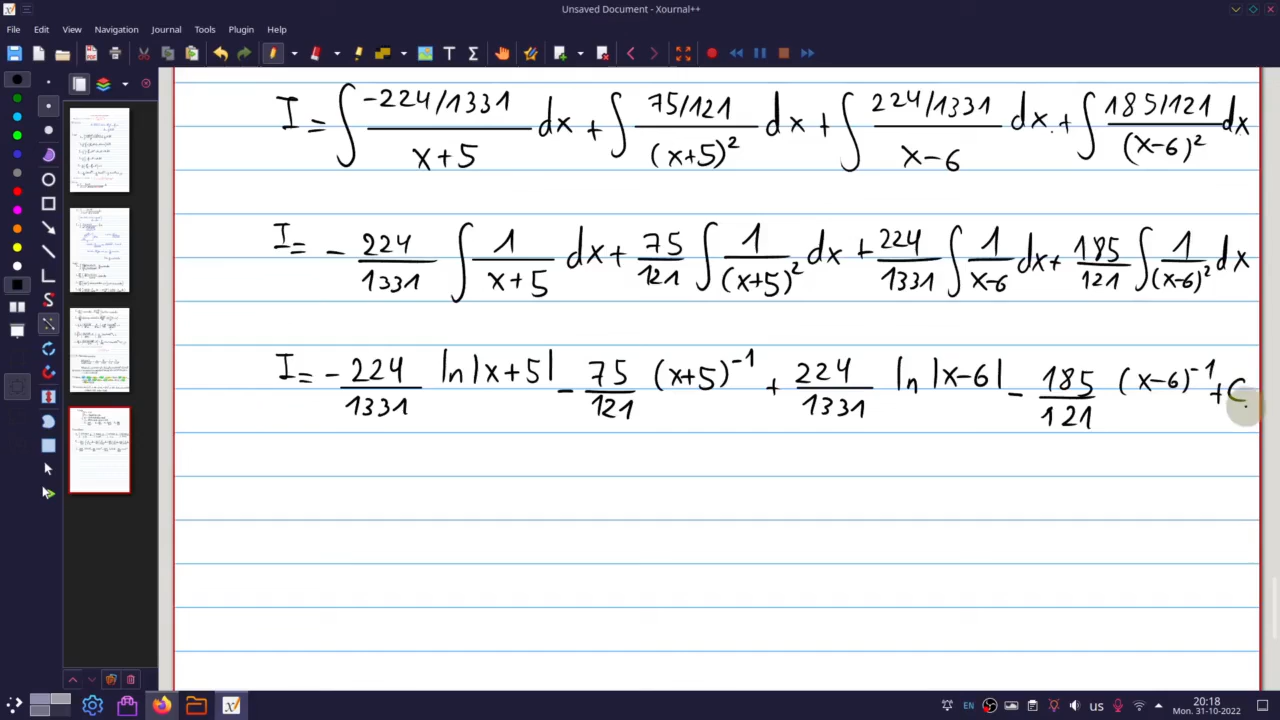 Unsaved Document - Xournal++
File Edit View Navigation Journal Tools Plugin Help
I = ∫ (-224/1331)/(x+5) dx + ∫ (75/121)/(x+5)² dx + ∫ (224/1331)/(x-6) dx + ∫ (185/121)/(x-6)² dx
I = - 224/1331 ∫ 1/(x+5) dx + 75/121 ∫ 1/(x+5)² dx + 224/1331 ∫ 1/(x-6) dx + 185/121 ∫ 1/(x-6)² dx
I = - 224/1331 ln|x+5| - 75/121 (x+5)⁻¹ + 224/1331 ln|x-6| - 185/121 (x-6)⁻¹ + C
EN us 20:18
Mon. 31-10-2022